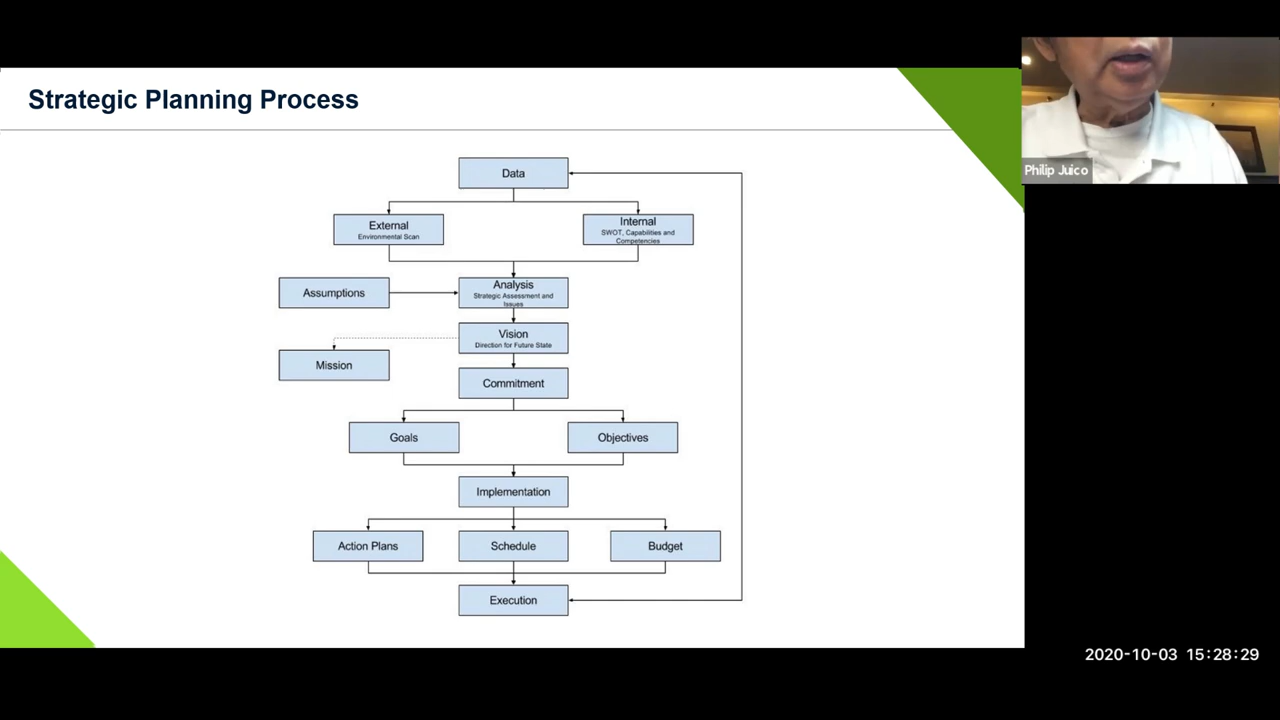 Strategic Planning Process
Philip Juico
Data
External
Environmental Scan
Internal
SWOT, Capabilities and
Competencies
Assumptions
Analysis
Strategic Assessment and
Issues
Vision
Direction for Future State
Mission
Commitment
Goals
Objectives
Implementation
Action Plans
Schedule
Budget
Execution
2020-10-03 15:28:29